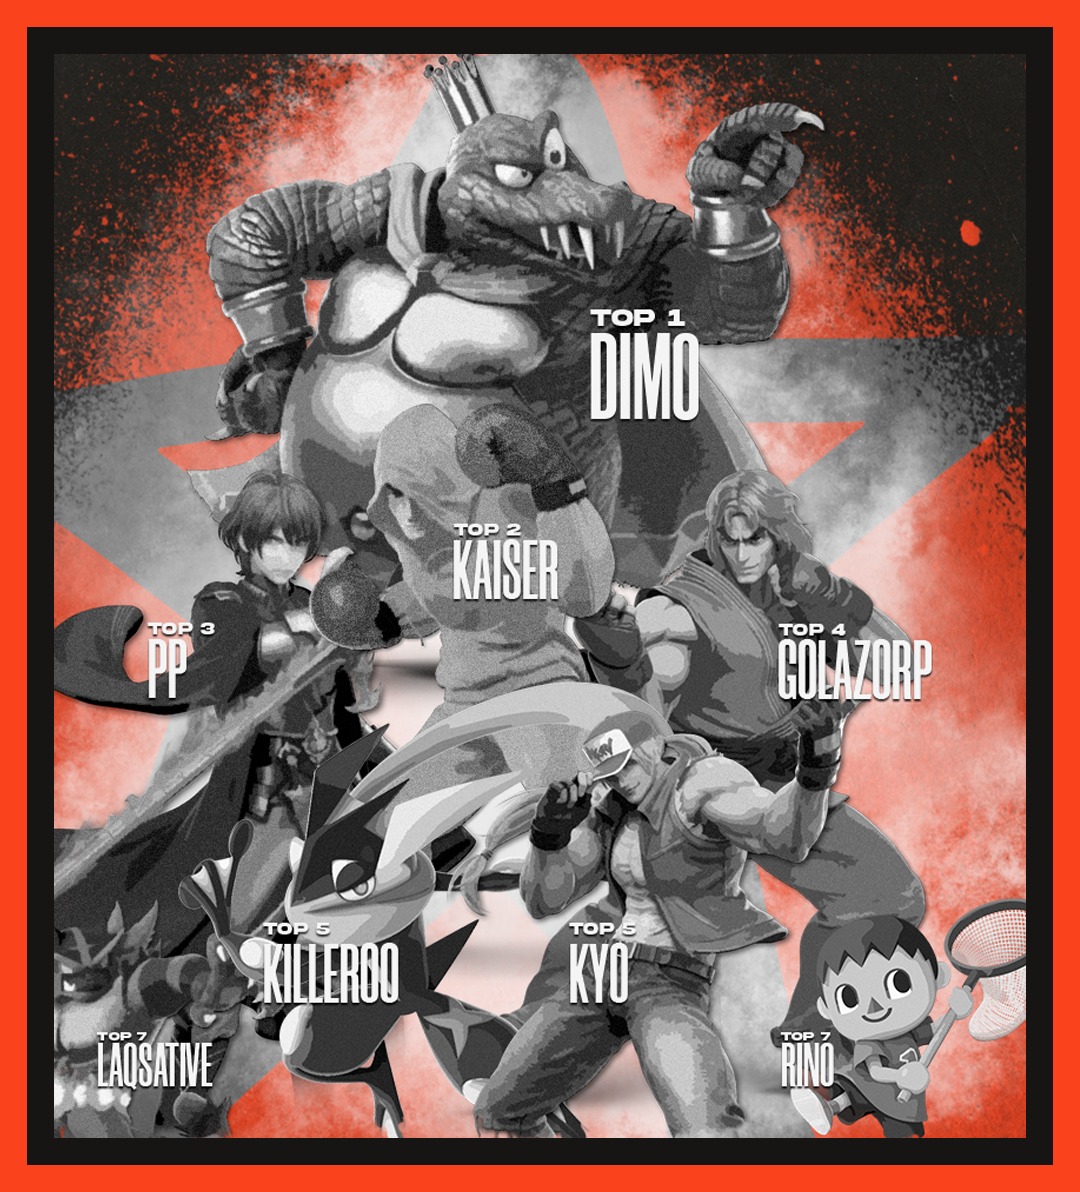 TOP 1
DIMO
TOP 2
KAISER
TOP 3
PP
TOP 4
GOLAZORP
TOP 5
KILLEROO
TOP 5
KYO
TOP 7
LAQSATIVE
TOP 7
RINO